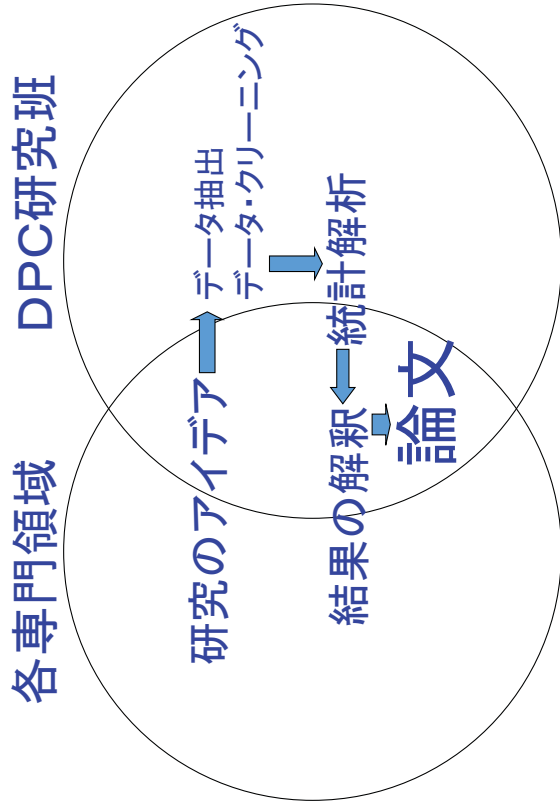 各専門領域
DPC研究班
研究のアイデア
データ抽出
データ・クリーニング
統計解析
結果の解釈
論文